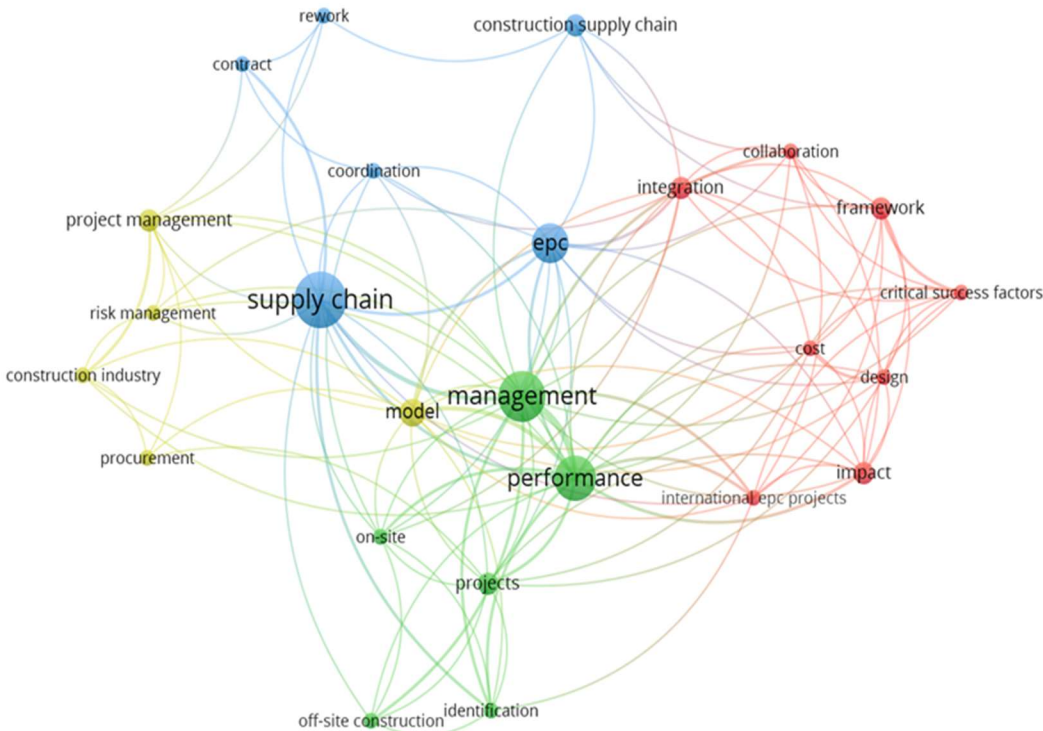 rework
construction supply chain
contract
collaboration
coordination
integration
framework
project management
epc
critical success factors
supply chain
risk management
cost
construction industry
design
management
model
procurement
impact
performance
international epc projects
on-site
projects
identification
off-site construction